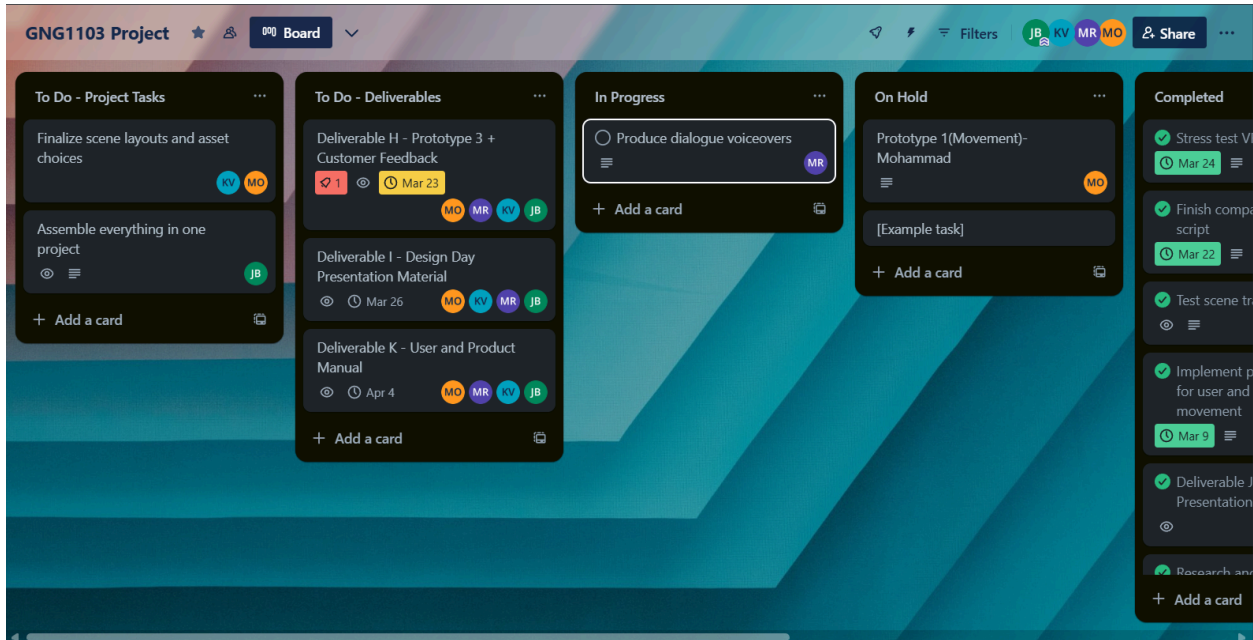 GNG1103 Project
Board
Filters
JB KV MR MO
Share
To Do - Project Tasks
Finalize scene layouts and asset
choices
KV MO
Assemble everything in one
project
JB
+ Add a card
To Do - Deliverables
Deliverable H - Prototype 3 +
Customer Feedback
1 Mar 23
MO MR KV JB
Deliverable I - Design Day
Presentation Material
Mar 26 MO KV MR JB
Deliverable K - User and Product
Manual
Apr 4 MO MR KV JB
+ Add a card
In Progress
Produce dialogue voiceovers
MR
+ Add a card
On Hold
Prototype 1(Movement)-
Mohammad
MO
[Example task]
+ Add a card
Completed
Stress test
Mar 24
Finish
script
Mar 22
Test scene
Implement
for user and
movement
Mar 9
Deliverable J
Presentation
Research and
+ Add a card